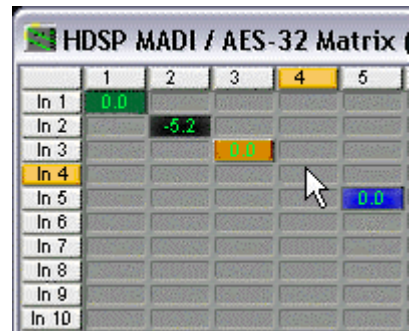 HDSP MADI / AES-32 Matrix (
1 2 3 4 5
In 1 0.0
In 2 -5.2
In 3 0.0
In 4
In 5 0.0
In 6
In 7
In 8
In 9
In 10